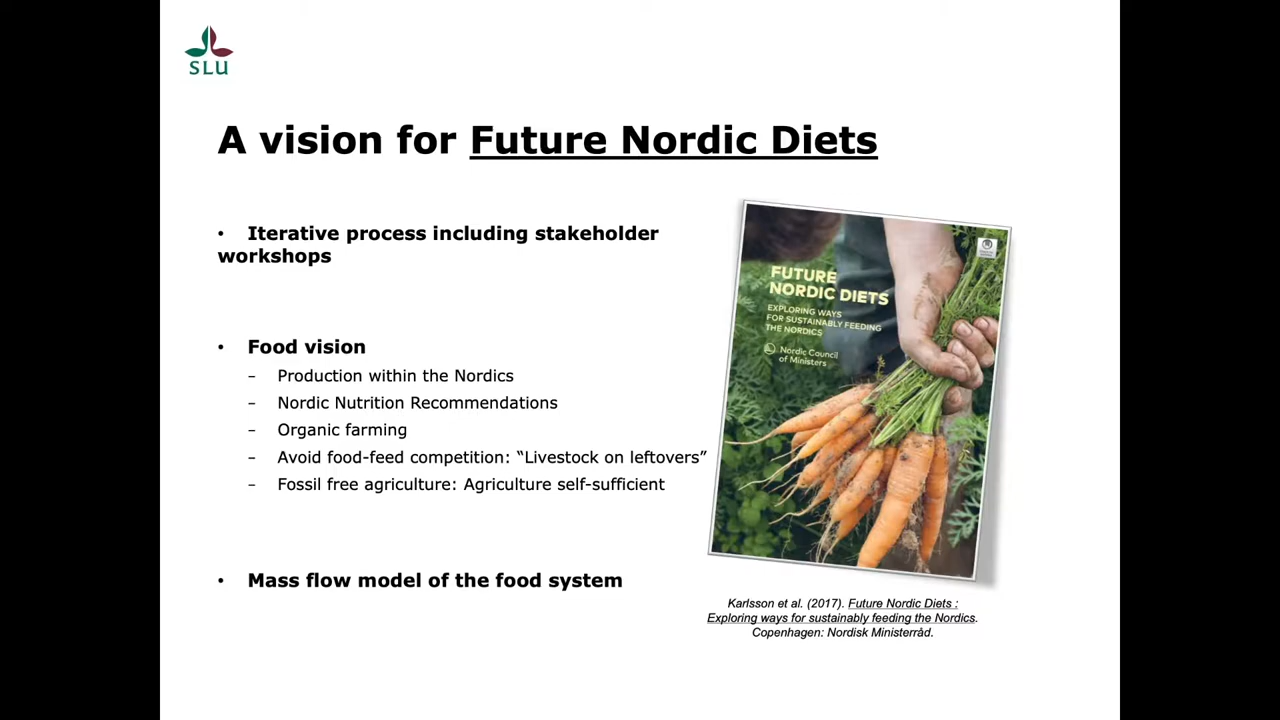 SLU
A vision for Future Nordic Diets
• Iterative process including stakeholder
workshops
• Food vision
– Production within the Nordics
– Nordic Nutrition Recommendations
– Organic farming
– Avoid food-feed competition: “Livestock on leftovers”
– Fossil free agriculture: Agriculture self-sufficient
• Mass flow model of the food system
FUTURE
NORDIC DIETS
EXPLORING WAYS
FOR SUSTAINABLY FEEDING
THE NORDICS
Nordic Council
of Ministers
Karlsson et al. (2017). Future Nordic Diets :
Exploring ways for sustainably feeding the Nordics.
Copenhagen: Nordisk Ministerråd.